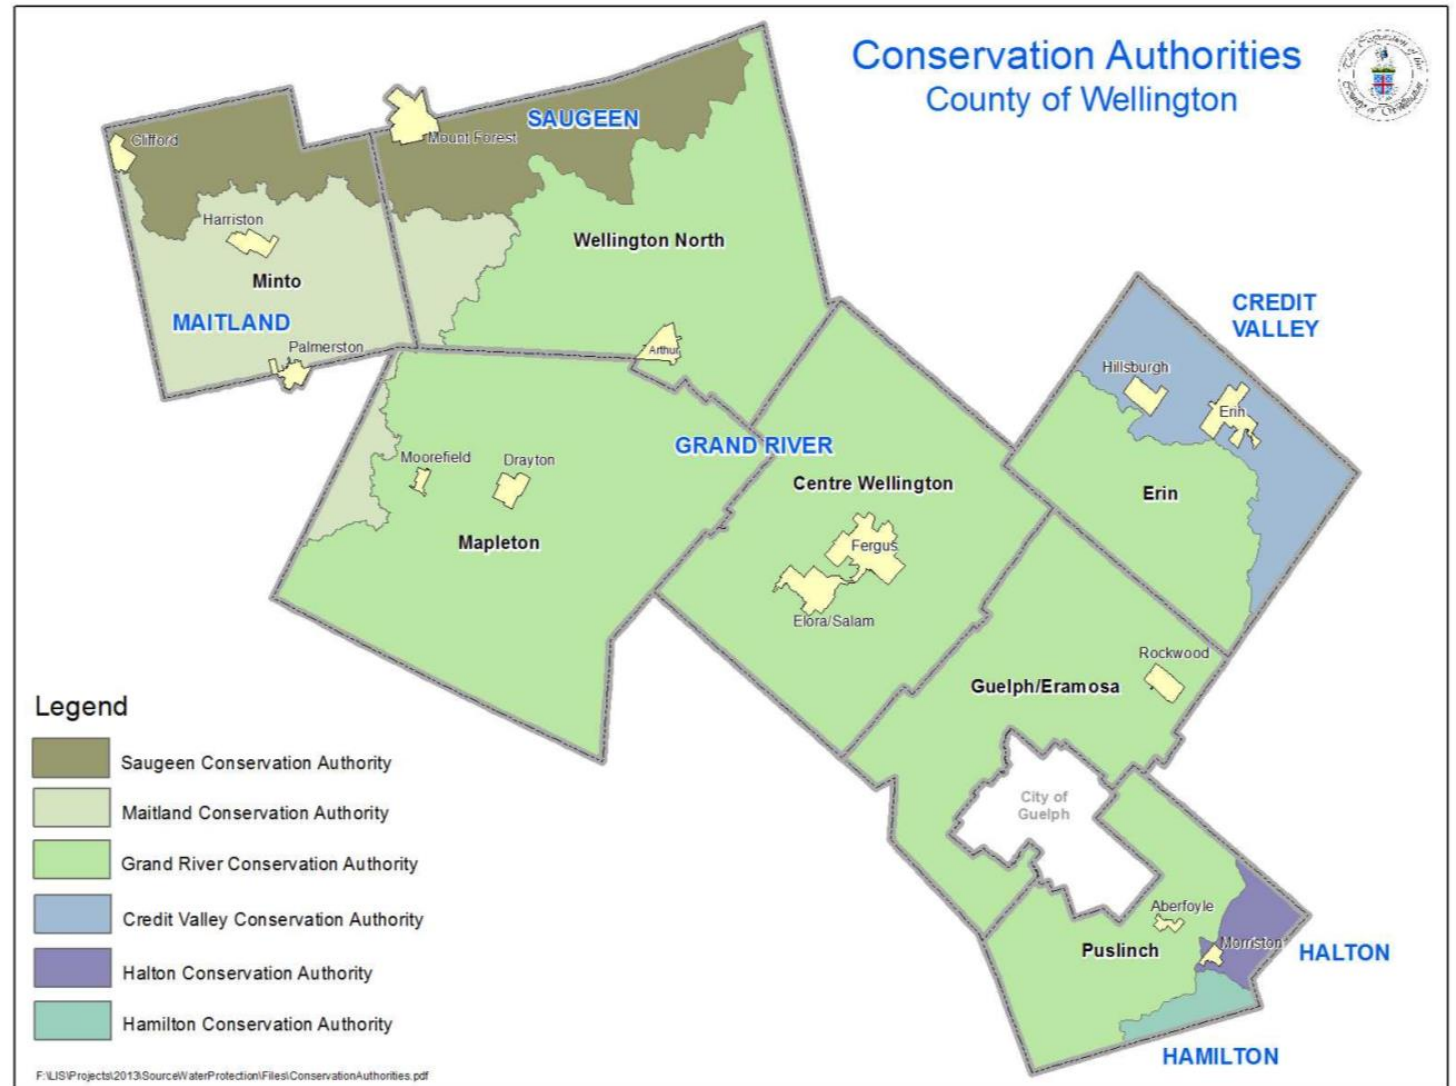 Conservation Authorities
County of Wellington
SAUGEEN
Clifford
Mount Forest
Harriston
Wellington North
Minto
MAITLAND
Palmerston
Arthur
CREDIT
VALLEY
Hillsburgh
Erin
GRAND RIVER
Moorefield
Drayton
Centre Wellington
Erin
Mapleton
Fergus
Elora/Salam
Rockwood
Guelph/Eramosa
City of
Guelph
Aberfoyle
Morriston
Puslinch
HALTON
HAMILTON
Legend
Saugeen Conservation Authority
Maitland Conservation Authority
Grand River Conservation Authority
Credit Valley Conservation Authority
Halton Conservation Authority
Hamilton Conservation Authority
F:\LIS\Projects\2013\SourceWaterProtection\Files\ConservationAuthorities.pdf